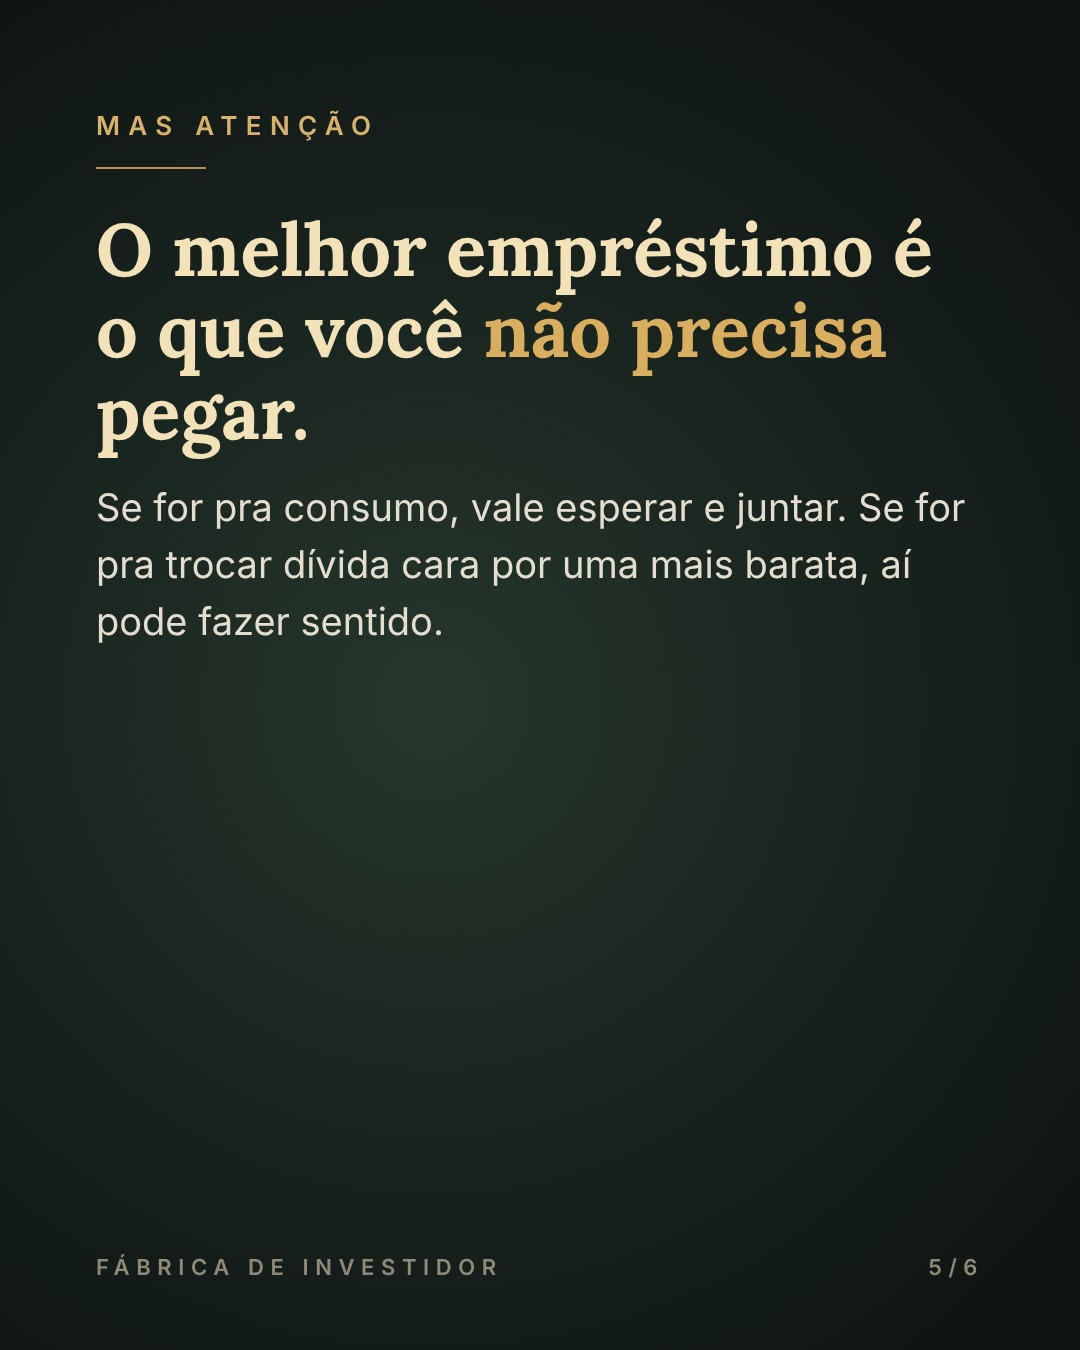 MAS ATENÇÃO
O melhor empréstimo é
o que você não precisa
pegar.
Se for pra consumo, vale esperar e juntar. Se for
pra trocar dívida cara por uma mais barata, aí
pode fazer sentido.
FÁBRICA DE INVESTIDOR
5/6